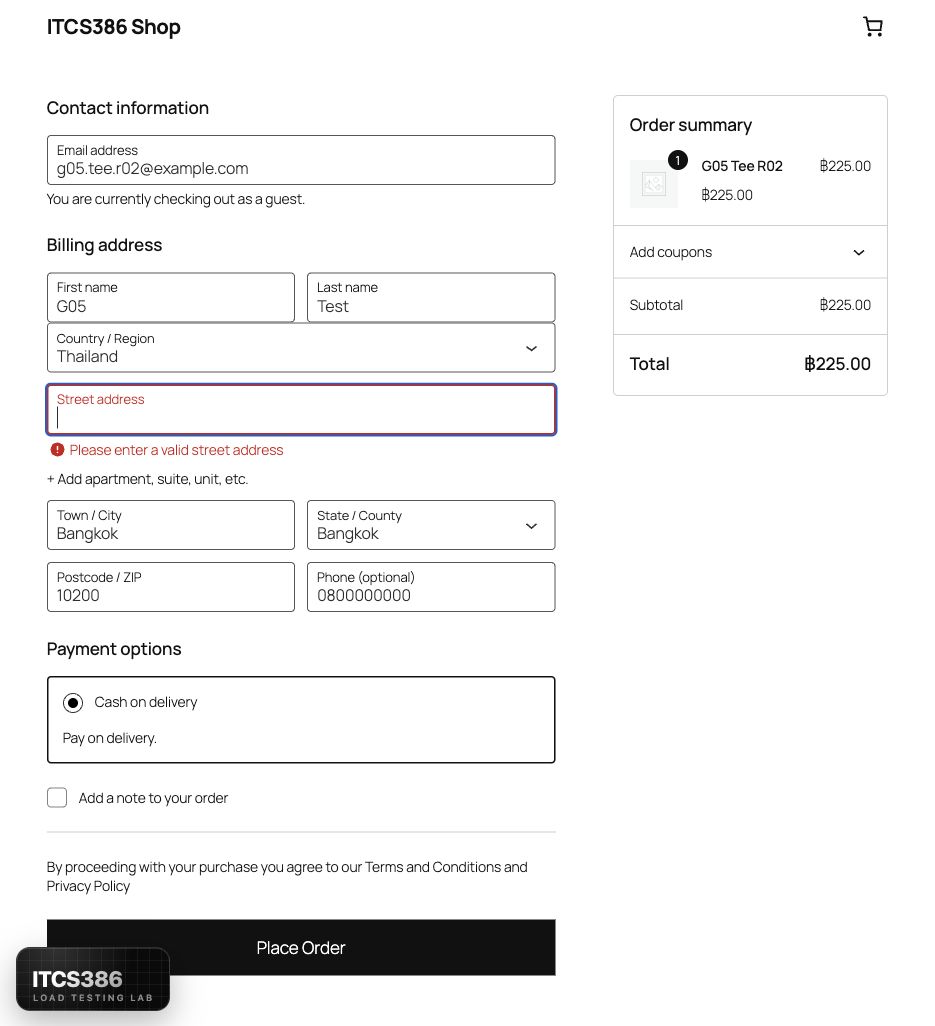 ITCS386 Shop
Contact information
Email address
g05.tee.r02@example.com
You are currently checking out as a guest.
Billing address
First name
G05
Last name
Test
Country / Region
Thailand
Street address
Please enter a valid street address
+ Add apartment, suite, unit, etc.
Town / City
Bangkok
State / County
Bangkok
Postcode / ZIP
10200
Phone (optional)
0800000000
Payment options
Cash on delivery
Pay on delivery.
Add a note to your order
By proceeding with your purchase you agree to our Terms and Conditions and
Privacy Policy
Place Order
ITCS386
LOAD TESTING LAB
Order summary
1
G05 Tee R02
฿225.00
฿225.00
Add coupons
Subtotal
฿225.00
Total
฿225.00